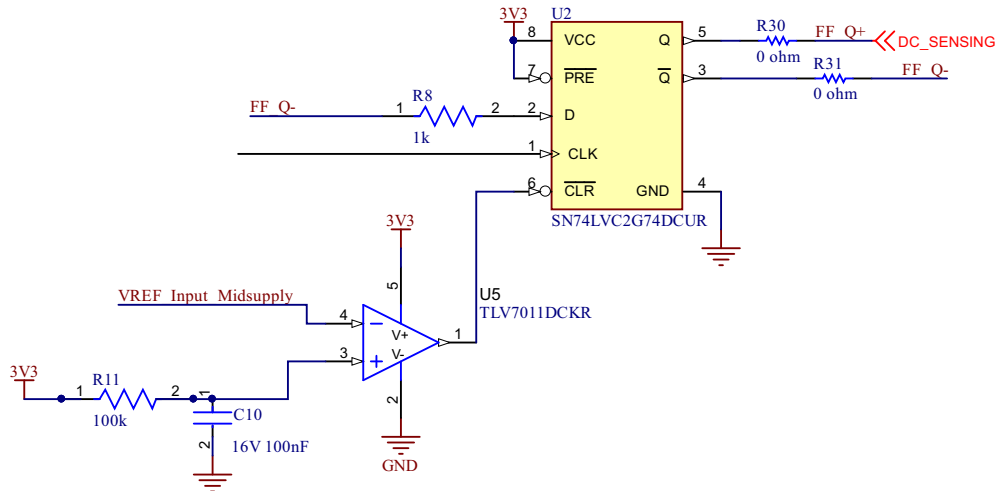 3V3
U2
8
VCC
Q
5
R30
0 ohm
FF_Q+
DC_SENSING
7
PRE
Q
3
R31
0 ohm
FF_Q-
FF_Q-
1
R8
1k
2
2
D
1
CLK
6
CLR
GND
4
SN74LVC2G74DCUR
3V3
5
VREF_Input_Midsupply
4
V+
V-
1
U5
TLV7011DCKR
3
2
GND
3V3
1
R11
100k
2
1
C10
2
16V 100nF